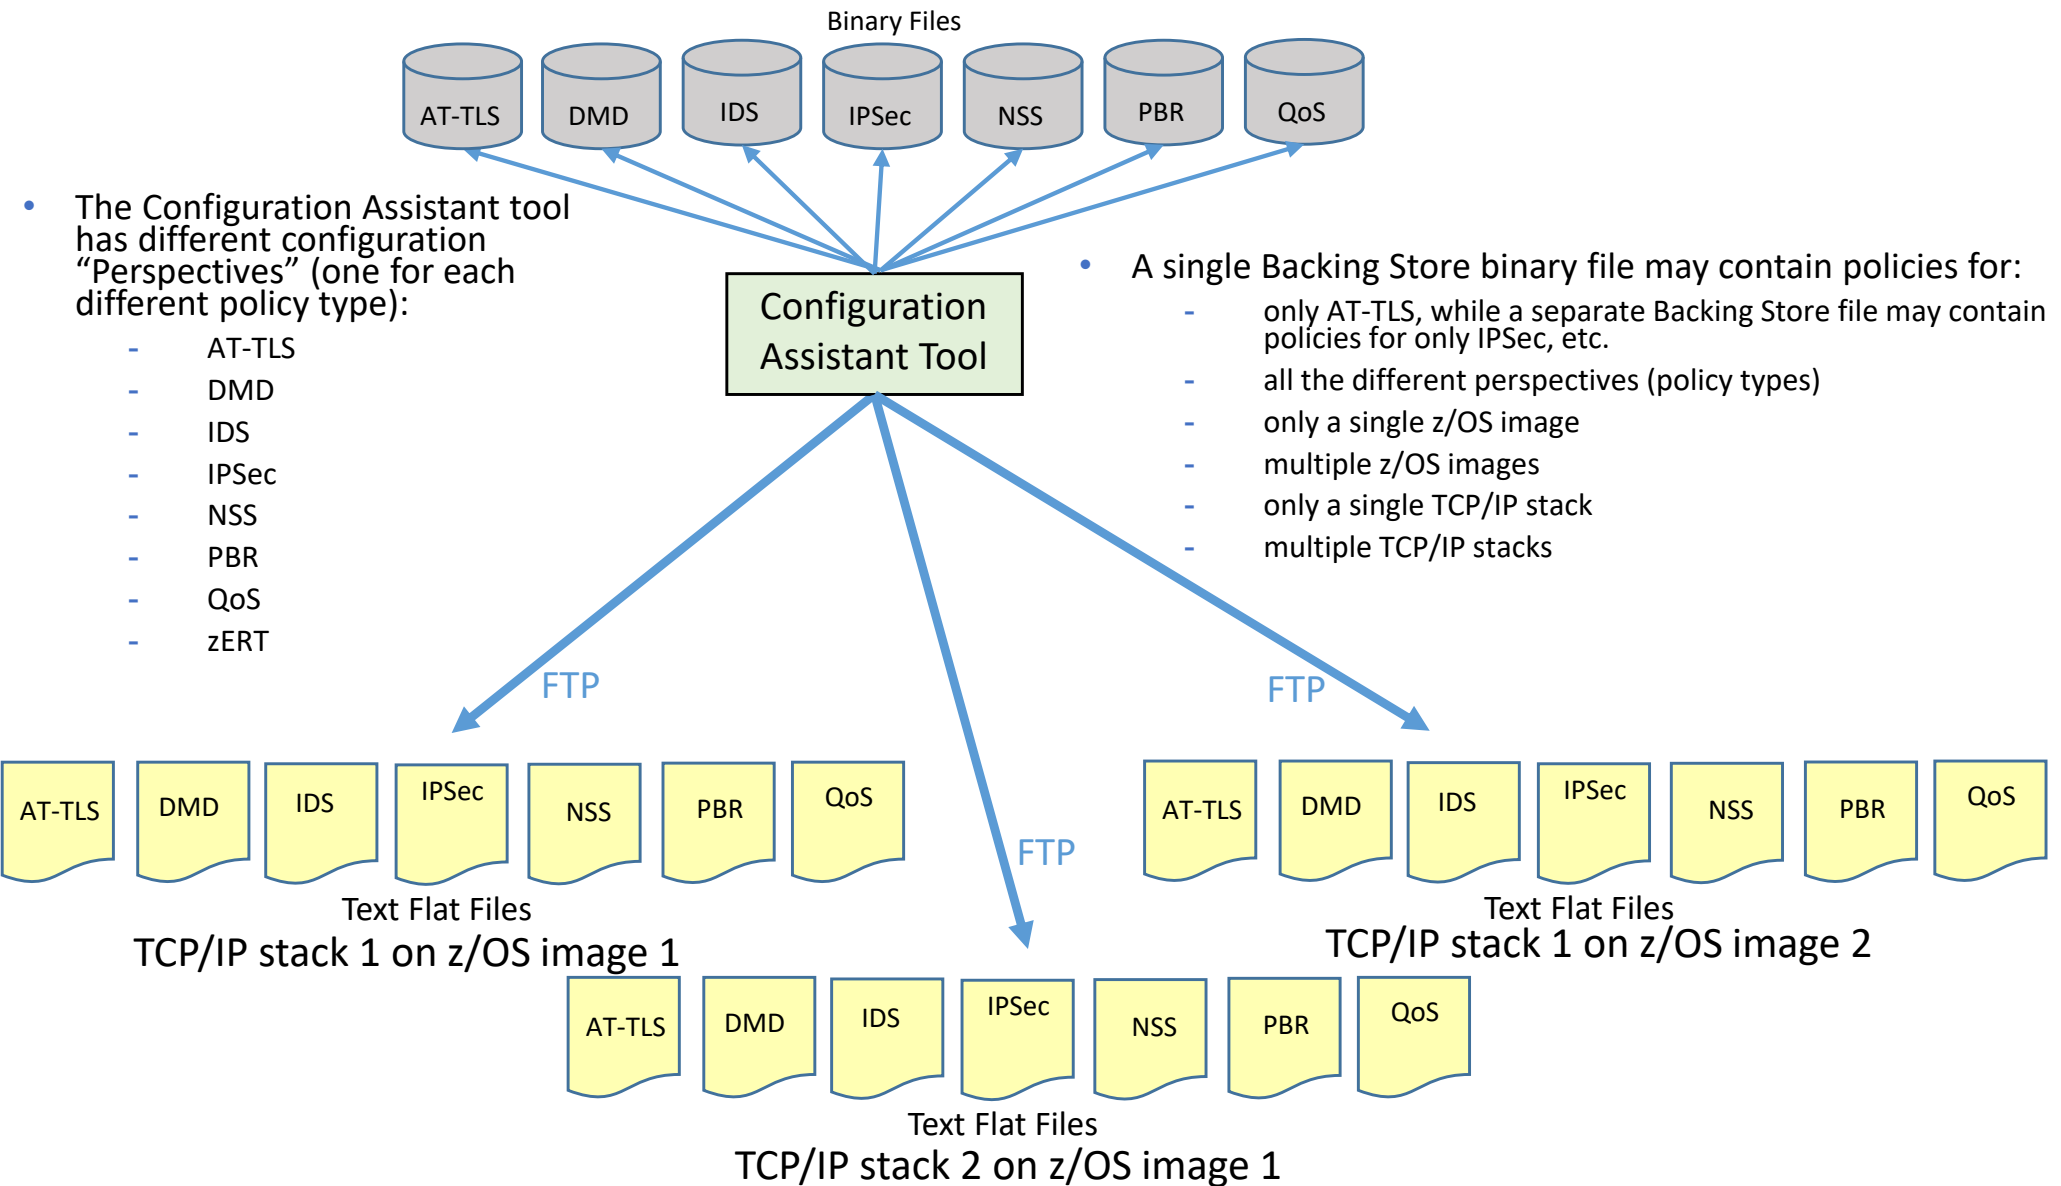 Binary Files
AT-TLS
DMD
IDS
IPSec
NSS
PBR
QoS
• The Configuration Assistant tool
has different configuration
“Perspectives” (one for each
different policy type):
- AT-TLS
- DMD
- IDS
- IPSec
- NSS
- PBR
- QoS
- zERT
Configuration
Assistant Tool
• A single Backing Store binary file may contain policies for:
- only AT-TLS, while a separate Backing Store file may contain
policies for only IPSec, etc.
- all the different perspectives (policy types)
- only a single z/OS image
- multiple z/OS images
- only a single TCP/IP stack
- multiple TCP/IP stacks
FTP
FTP
FTP
AT-TLS
DMD
IDS
IPSec
NSS
PBR
QoS
Text Flat Files
TCP/IP stack 1 on z/OS image 1
AT-TLS
DMD
IDS
IPSec
NSS
PBR
QoS
Text Flat Files
TCP/IP stack 1 on z/OS image 2
AT-TLS
DMD
IDS
IPSec
NSS
PBR
QoS
Text Flat Files
TCP/IP stack 2 on z/OS image 1